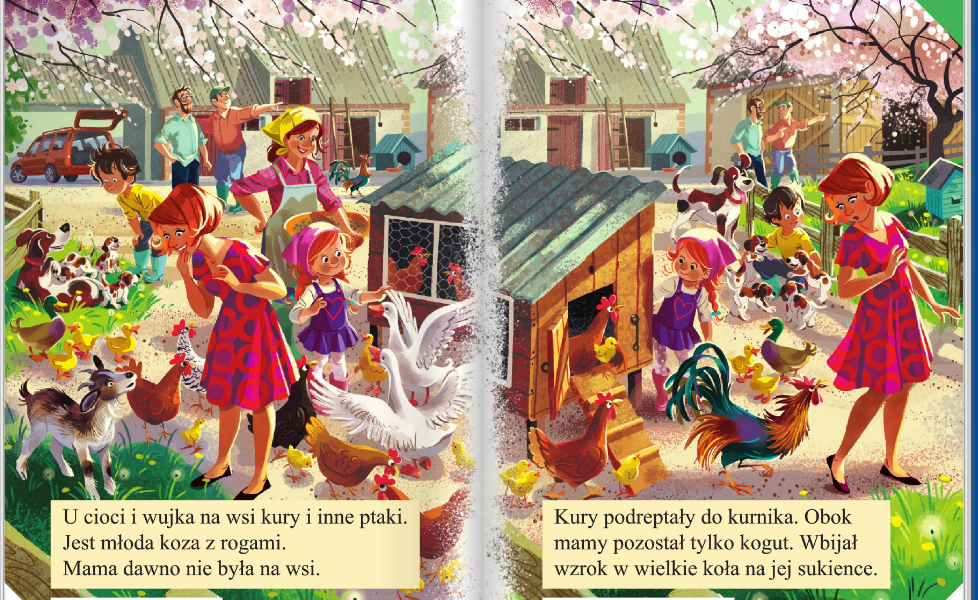 U cioci i wujka na wsi kury i inne ptaki.
Jest młoda koza z rogami.
Mama dawno nie była na wsi.
Kury podreptały do kurnika. Obok
mamy pozostał tylko kogut. Wbijał
wzrok w wielkie koła na jej sukience.